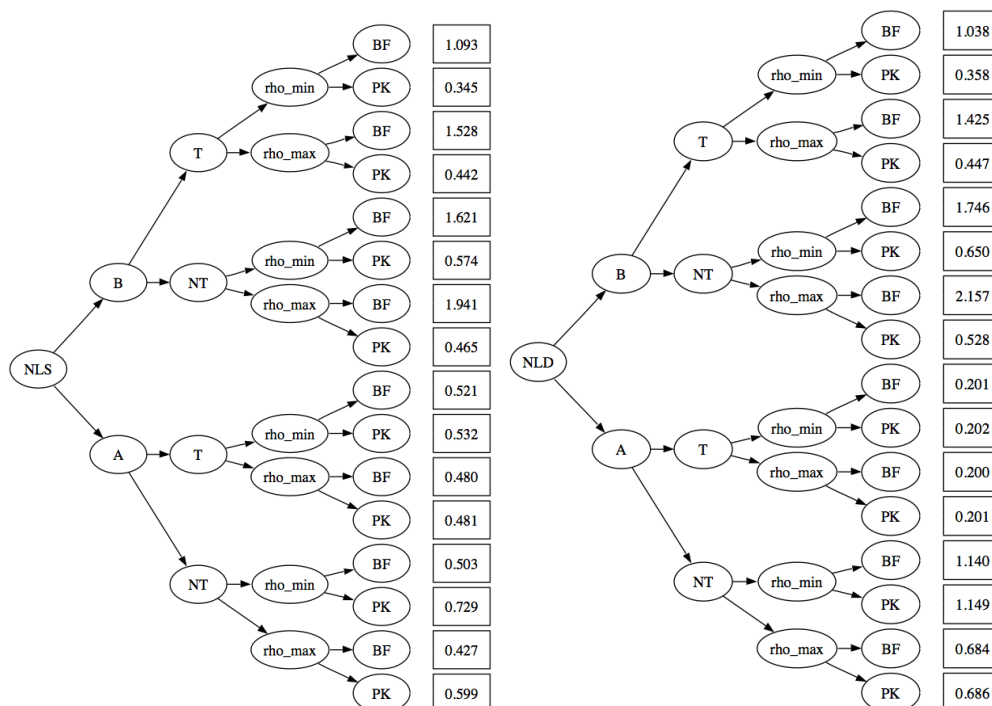 NLS
B
T
rho_min
BF 1.093
PK 0.345
rho_max
BF 1.528
PK 0.442
NT
rho_min
BF 1.621
PK 0.574
rho_max
BF 1.941
PK 0.465
A
T
rho_min
BF 0.521
PK 0.532
rho_max
BF 0.480
PK 0.481
NT
rho_min
BF 0.503
PK 0.729
rho_max
BF 0.427
PK 0.599
NLD
B
T
rho_min
BF 1.038
PK 0.358
rho_max
BF 1.425
PK 0.447
NT
rho_min
BF 1.746
PK 0.650
rho_max
BF 2.157
PK 0.528
A
T
rho_min
BF 0.201
PK 0.202
rho_max
BF 0.200
PK 0.201
NT
rho_min
BF 1.140
PK 1.149
rho_max
BF 0.684
PK 0.686